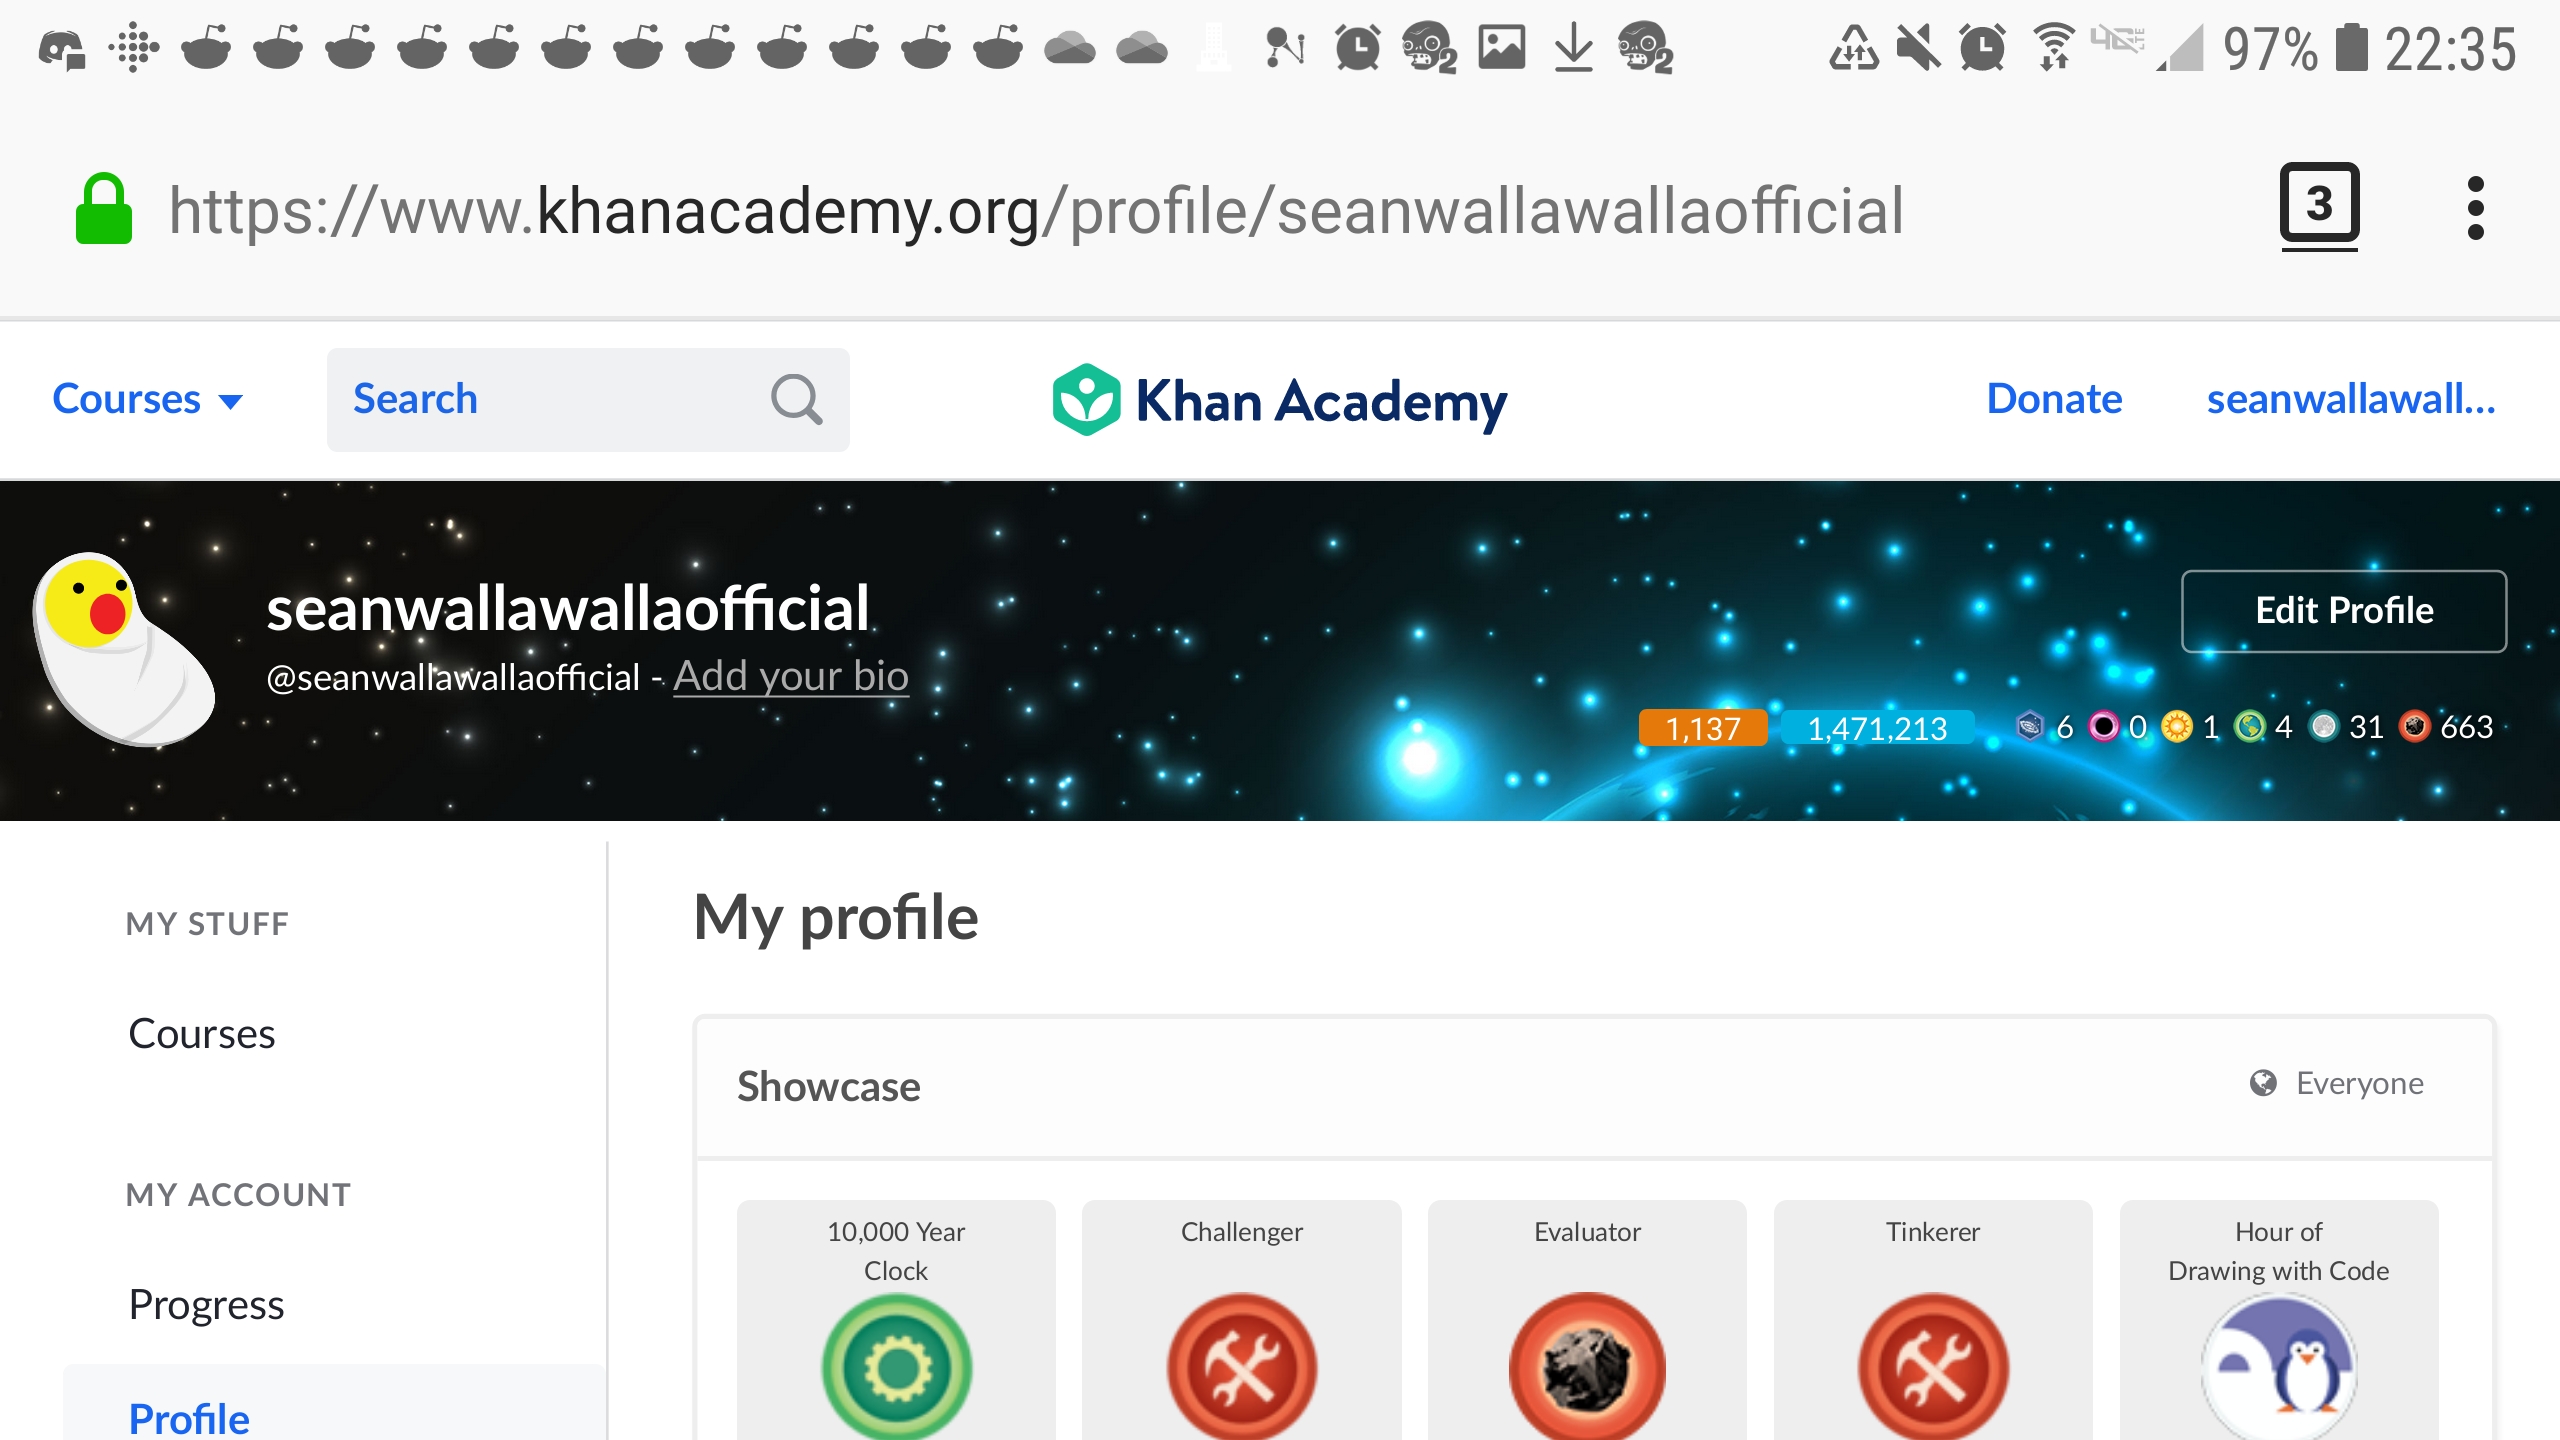 97% 22:35
https://www.khanacademy.org/profile/seanwallawallaofficial
3
Courses Search Khan Academy Donate seanwallawall...
seanwallawallaofficial
@seanwallawallaofficial - Add your bio
Edit Profile
1,137 1,471,213 6 0 1 4 31 663
MY STUFF
Courses
MY ACCOUNT
Progress
Profile
My profile
Showcase
Everyone
10,000 Year
Clock
Challenger
Evaluator
Tinkerer
Hour of
Drawing with Code